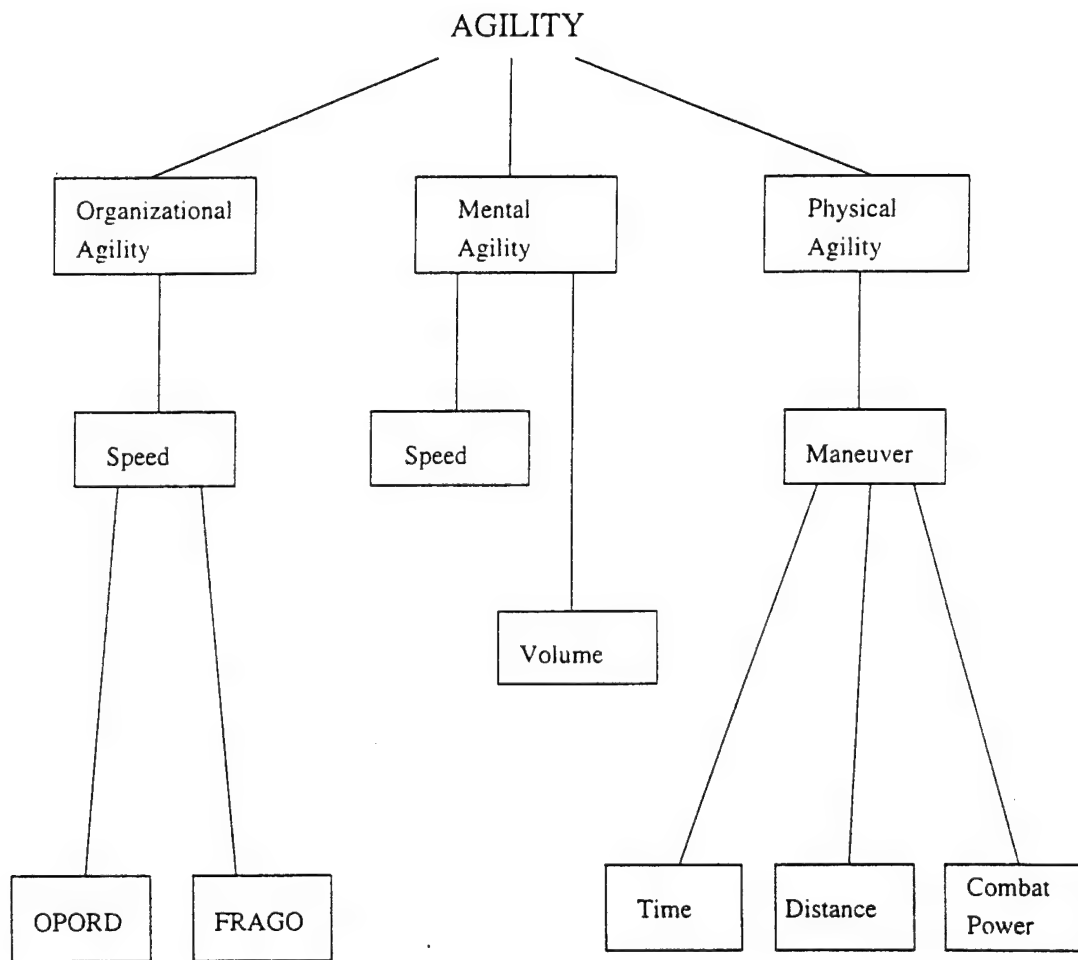 AGILITY
Organizational
Agility
Mental
Agility
Physical
Agility
Speed
Speed
Maneuver
Volume
OPORD
FRAGO
Time
Distance
Combat
Power